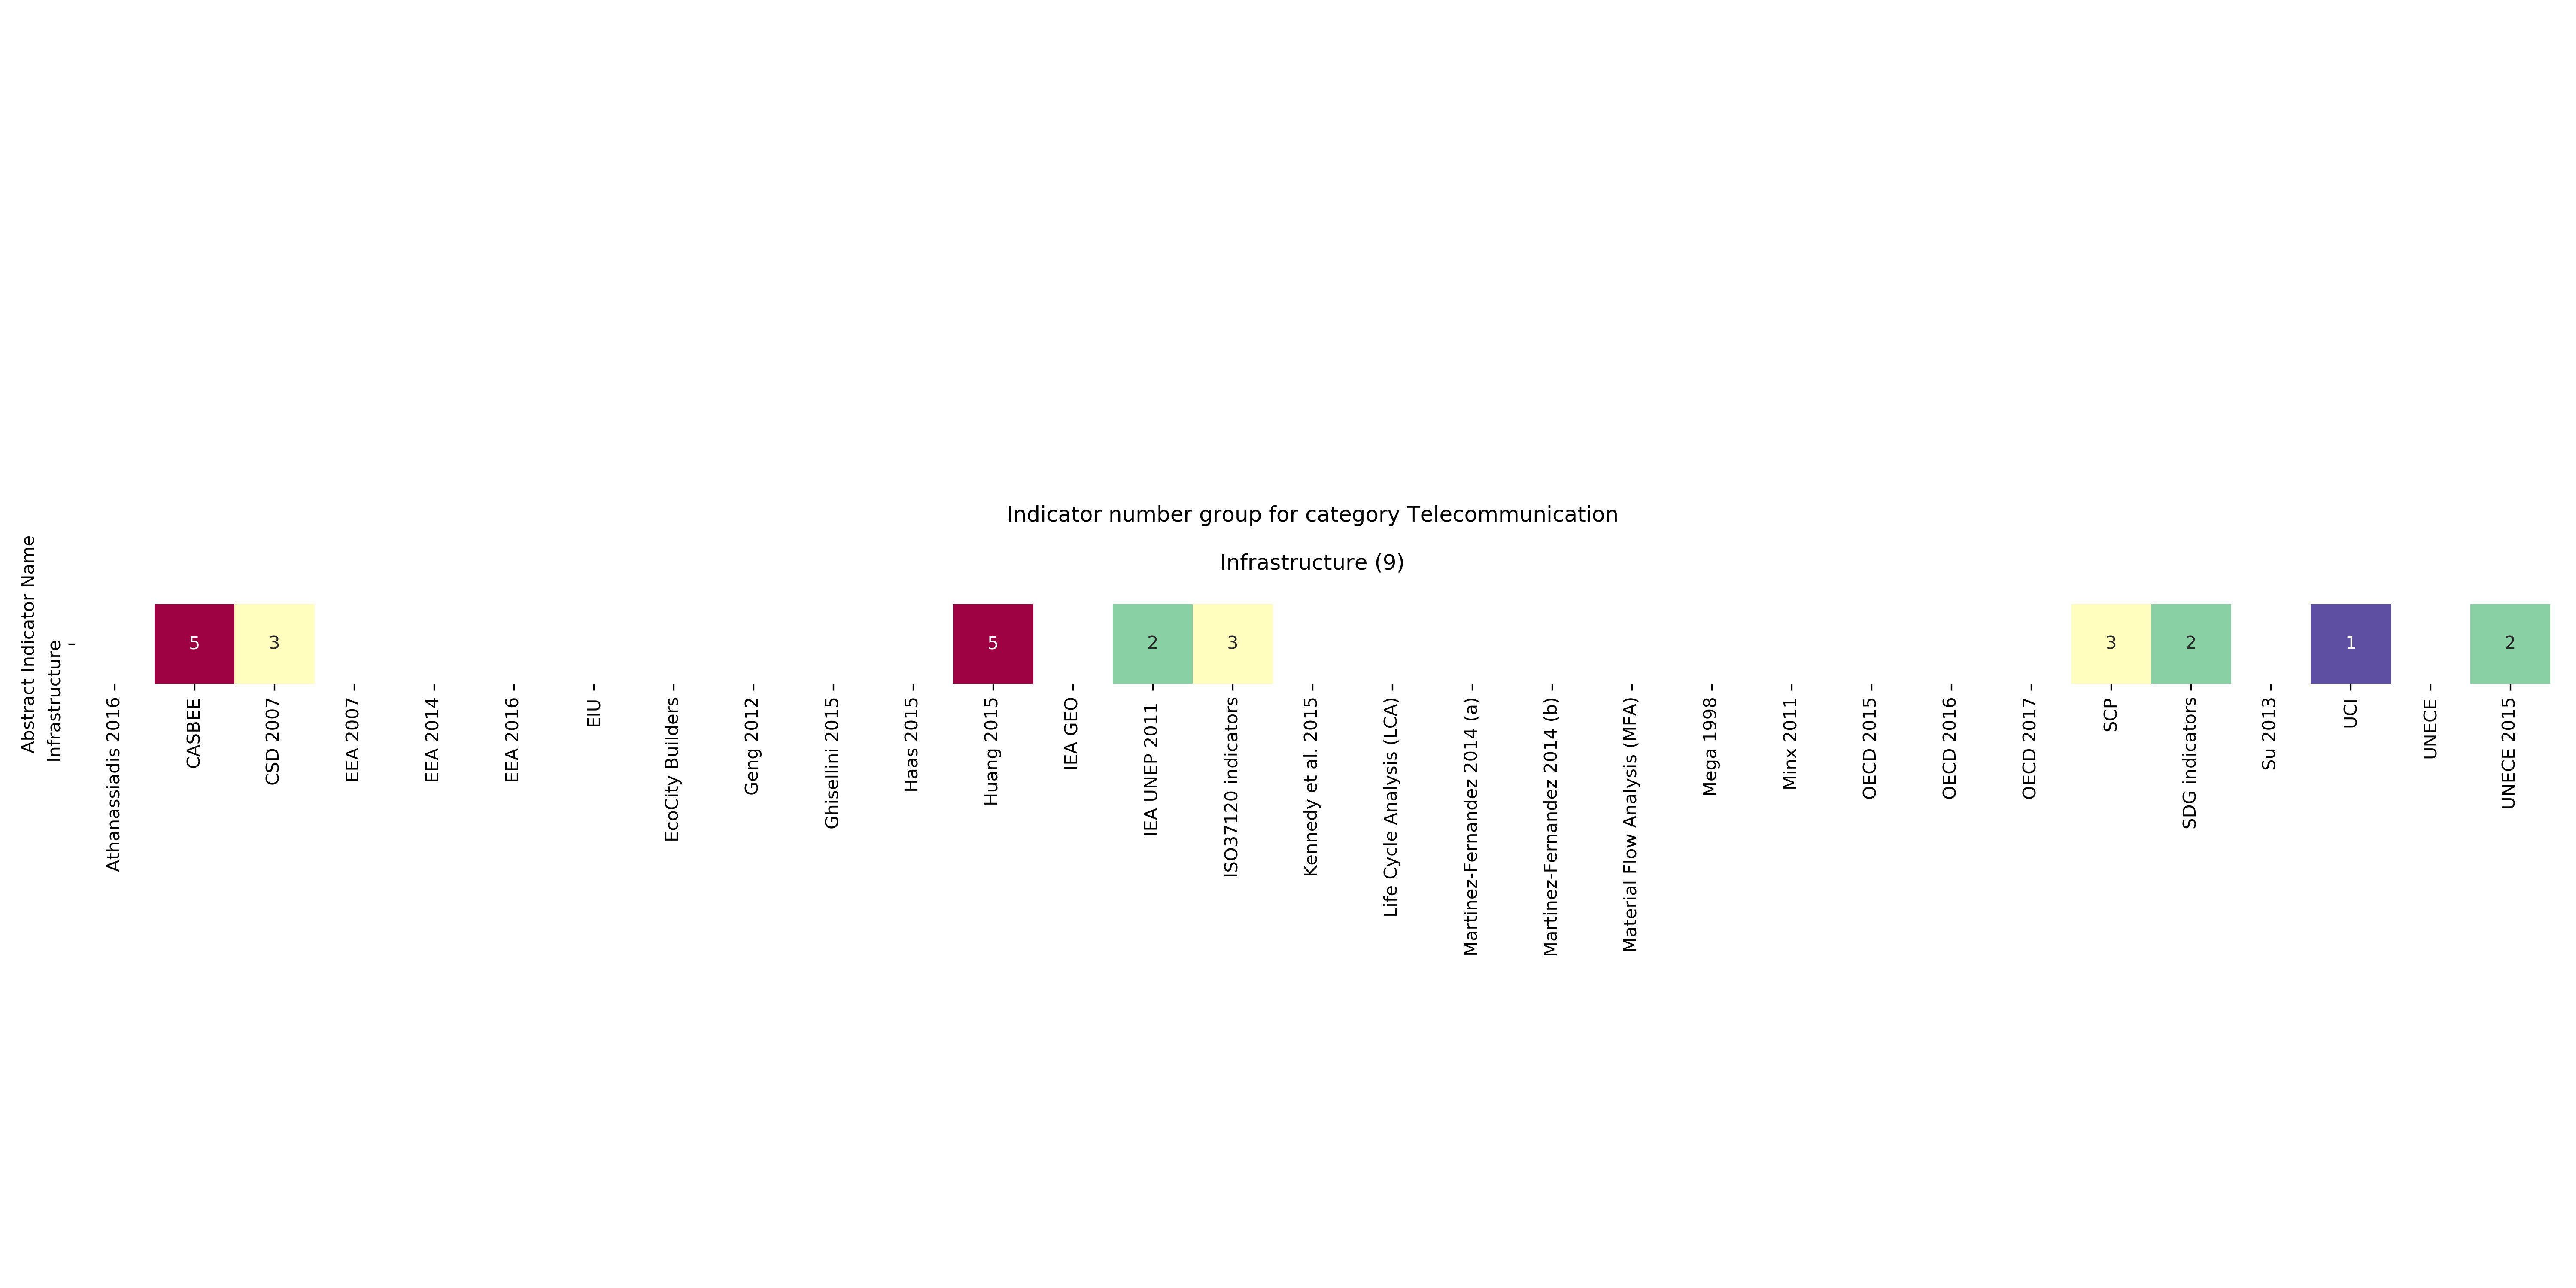 Indicator number group for category Telecommunication
Infrastructure (9)
Abstract Indicator Name
Infrastructure
5
3
5
2
3
3
2
1
2
Athanassiadis 2016
CASBEE
CSD 2007
EEA 2007
EEA 2014
EEA 2016
EIU
EcoCity Builders
Geng 2012
Ghisellini 2015
Haas 2015
Huang 2015
IEA GEO
IEA UNEP 2011
ISO37120 indicators
Kennedy et al. 2015
Life Cycle Analysis (LCA)
Martinez-Fernandez 2014 (a)
Martinez-Fernandez 2014 (b)
Material Flow Analysis (MFA)
Mega 1998
Minx 2011
OECD 2015
OECD 2016
OECD 2017
SCP
SDG indicators
Su 2013
UCI
UNECE
UNECE 2015